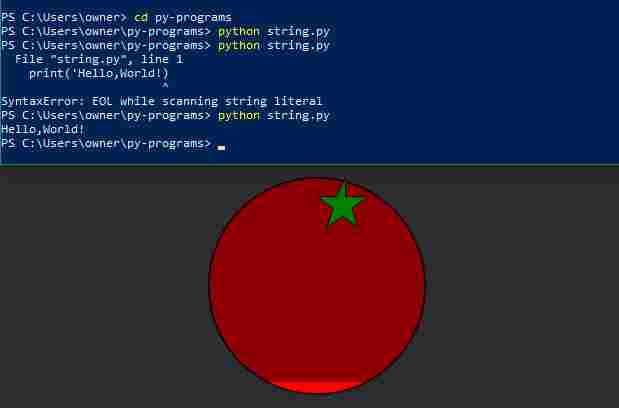 PS C:\Users\owner> cd py-programs
PS C:\Users\owner\py-programs> python string.py
PS C:\Users\owner\py-programs> python string.py
  File "string.py", line 1
    print('Hello,World!)
                       ^
SyntaxError: EOL while scanning string literal
PS C:\Users\owner\py-programs> python string.py
Hello,World!
PS C:\Users\owner\py-programs>